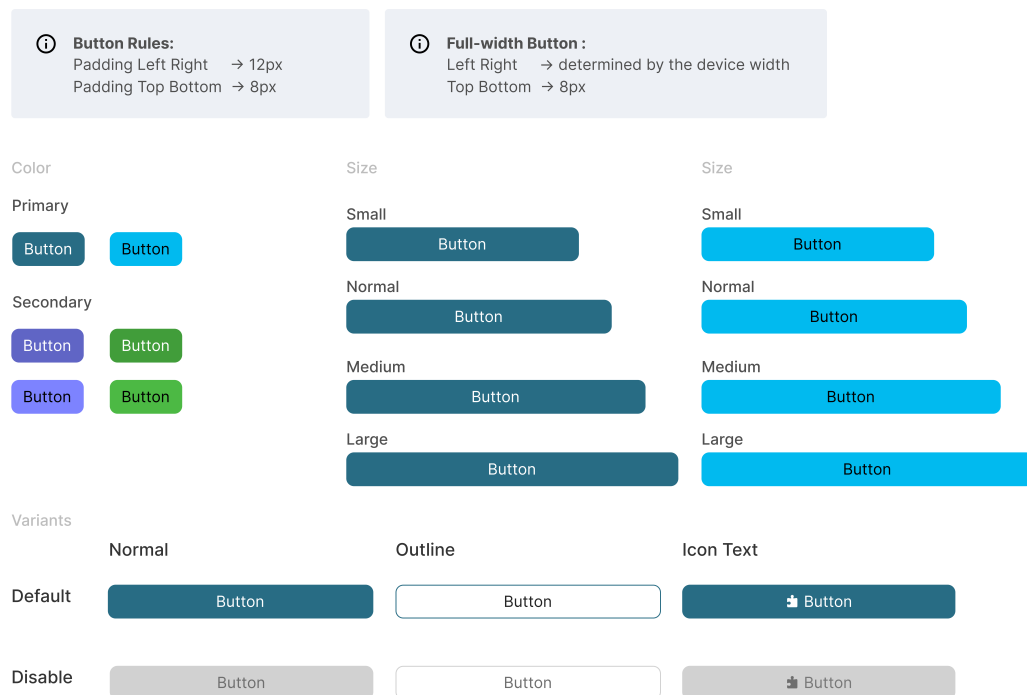 Button Rules:
Padding Left Right → 12px
Padding Top Bottom → 8px
Full-width Button :
Left Right → determined by the device width
Top Bottom → 8px
Color
Primary
Button Button
Secondary
Button Button
Button Button
Size
Small
Button
Normal
Button
Medium
Button
Large
Button
Size
Small
Button
Normal
Button
Medium
Button
Large
Button
Variants
Normal Outline Icon Text
Default Button Button Button
Disable Button Button Button